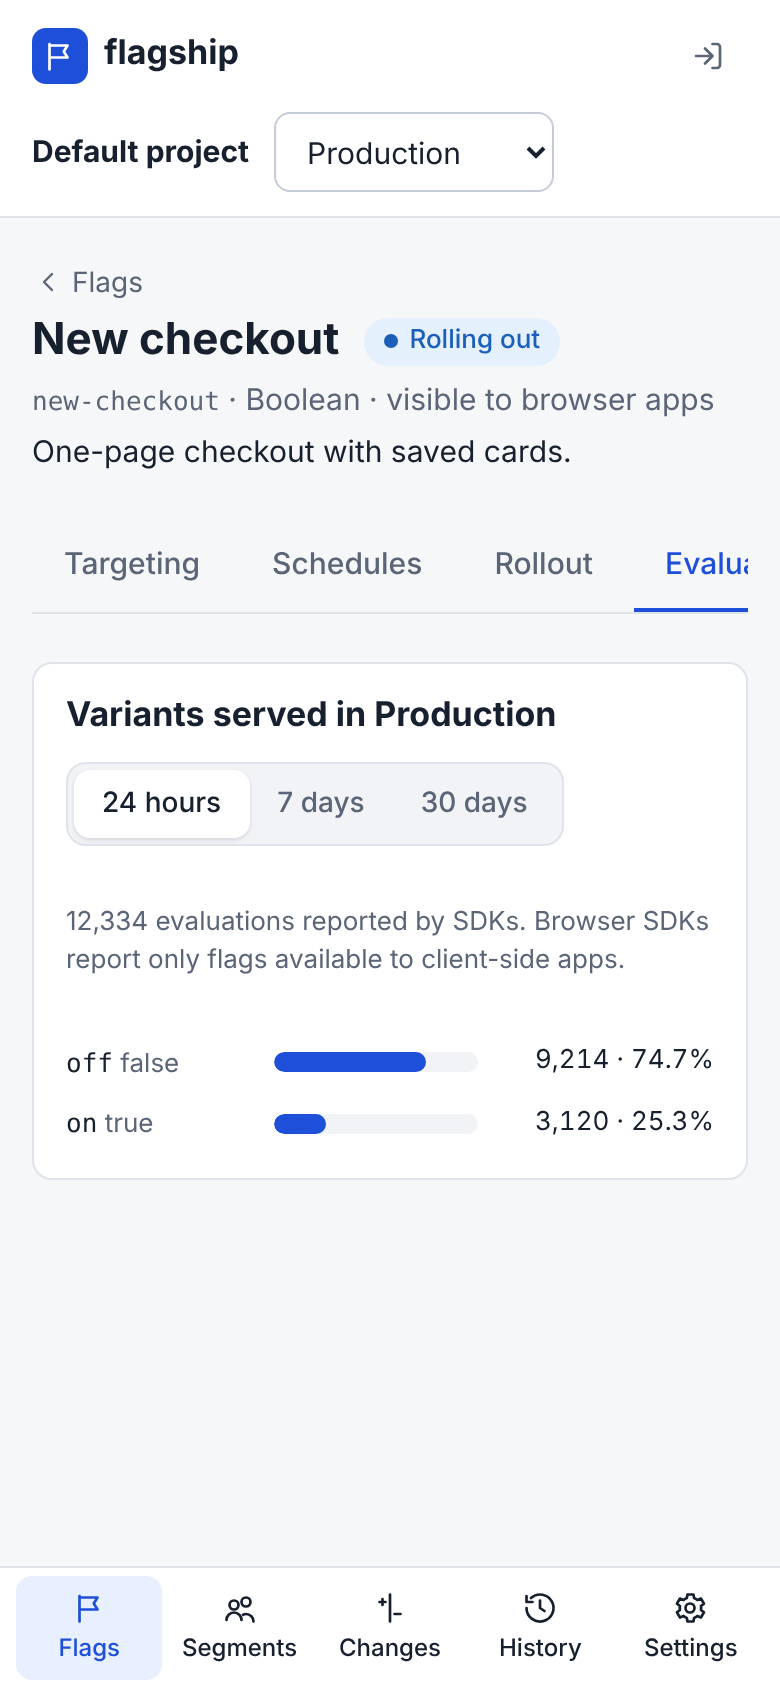 flagship
Default project
Production
Flags
New checkout
Rolling out
new-checkout · Boolean · visible to browser apps
One-page checkout with saved cards.
Targeting Schedules Rollout
Variants served in Production
24 hours 7 days 30 days
12,334 evaluations reported by SDKs. Browser SDKs
report only flags available to client-side apps.
off false 9,214 · 74.7%
on true 3,120 · 25.3%
Flags Segments Changes History Settings